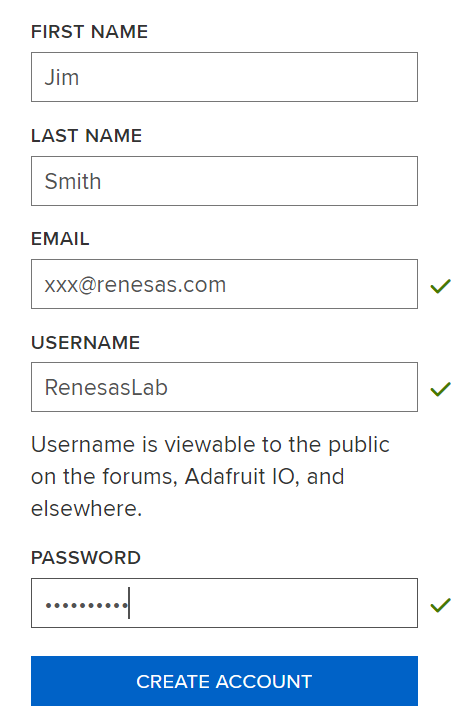 FIRST NAME
Jim
LAST NAME
Smith
EMAIL
xxx@renesas.com
USERNAME
RenesasLab
Username is viewable to the public
on the forums, Adafruit IO, and
elsewhere.
PASSWORD
••••••••••
CREATE ACCOUNT